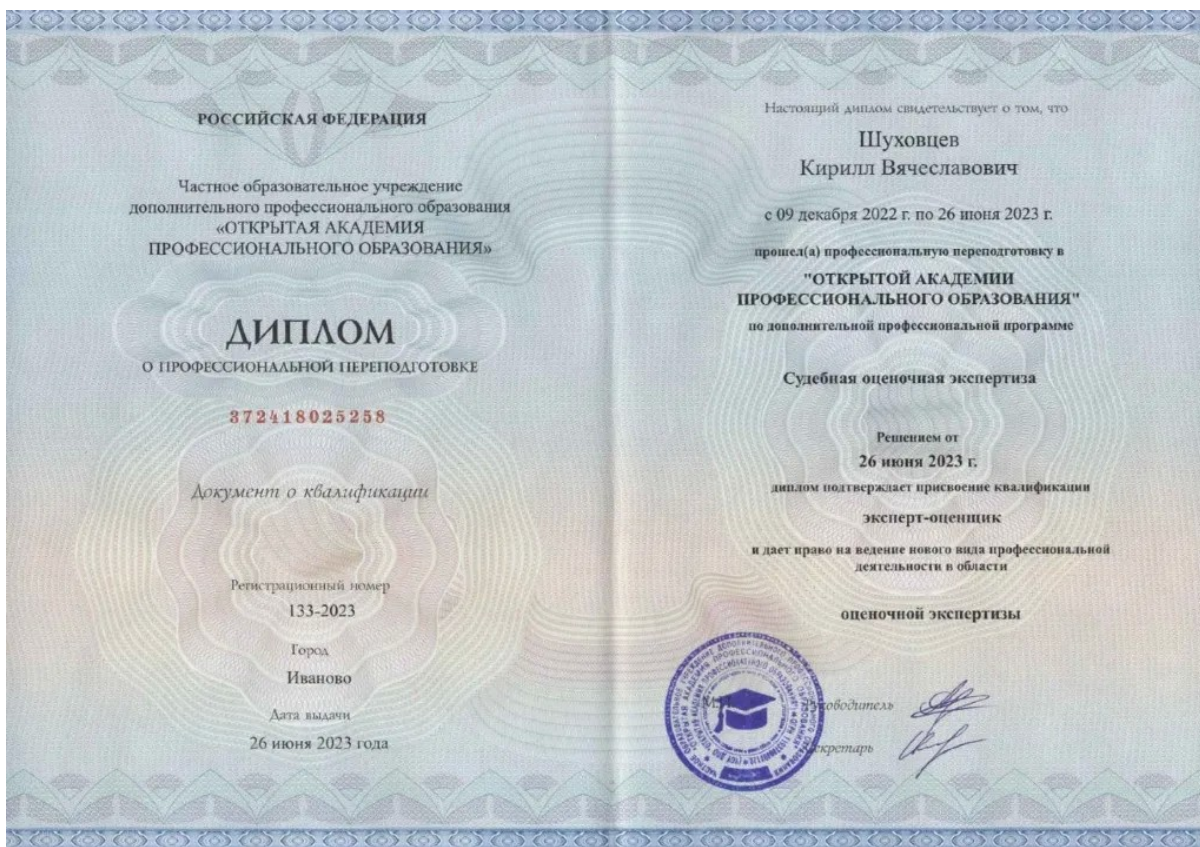 РОССИЙСКАЯ ФЕДЕРАЦИЯ
Частное образовательное учреждение
дополнительного профессионального образования
«ОТКРЫТАЯ АКАДЕМИЯ
ПРОФЕССИОНАЛЬНОГО ОБРАЗОВАНИЯ»
ДИПЛОМ
О ПРОФЕССИОНАЛЬНОЙ ПЕРЕПОДГОТОВКЕ
372418025258
Документ о квалификации
Регистрационный номер
133-2023
Город
Иваново
Дата выдачи
26 июня 2023 года
Настоящий диплом свидетельствует о том, что
Шуховцев
Кирилл Вячеславович
с 09 декабря 2022 г. по 26 июня 2023 г.
прошел(а) профессиональную переподготовку в
"ОТКРЫТОЙ АКАДЕМИИ
ПРОФЕССИОНАЛЬНОГО ОБРАЗОВАНИЯ"
по дополнительной профессиональной программе
Судебная оценочная экспертиза
Решением от
26 июня 2023 г.
диплом подтверждает присвоение квалификации
эксперт-оценщик
и дает право на ведение нового вида профессиональной
деятельности в области
оценочной экспертизы
Руководитель
Секретарь